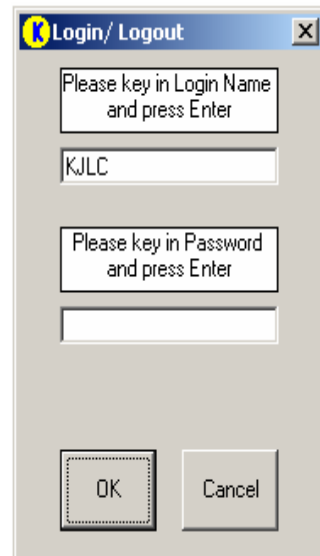 K Login/ Logout
Please key in Login Name
and press Enter
KJLC
Please key in Password
and press Enter
OK Cancel